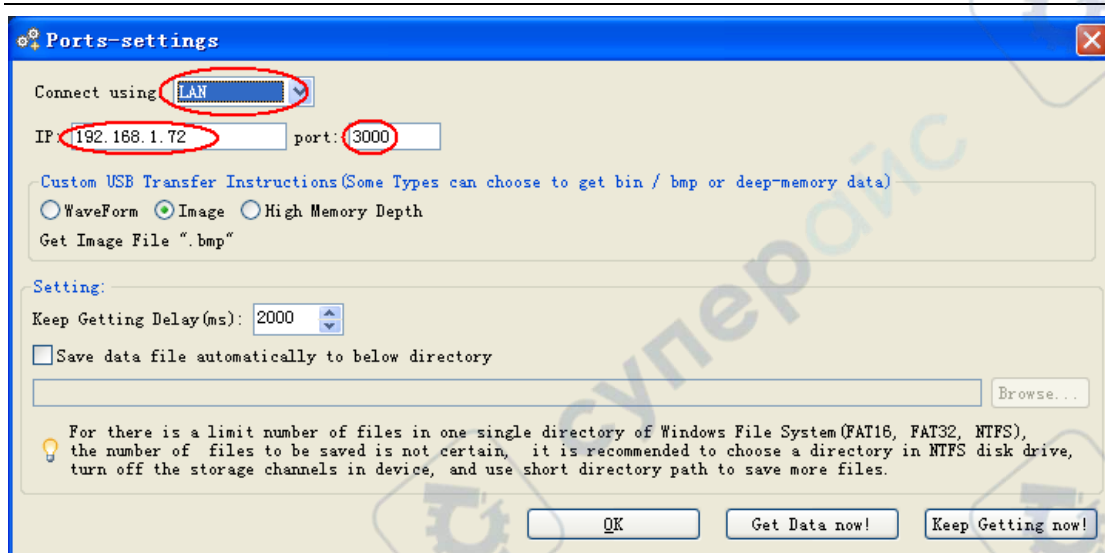 Ports-settings
Connect using: LAN
IP: 192.168.1.72 port: 3000
Custom USB Transfer Instructions(Some Types can choose to get bin / bmp or deep-memory data)
WaveForm Image High Memory Depth
Get Image File ".bmp"
Setting:
Keep Getting Delay(ms): 2000
Save data file automatically to below directory
Browse...
For there is a limit number of files in one single directory of Windows File System(FAT16, FAT32, NTFS),
the number of files to be saved is not certain, it is recommended to choose a directory in NTFS disk drive,
turn off the storage channels in device, and use short directory path to save more files.
OK Get Data now! Keep Getting now!
суперайс